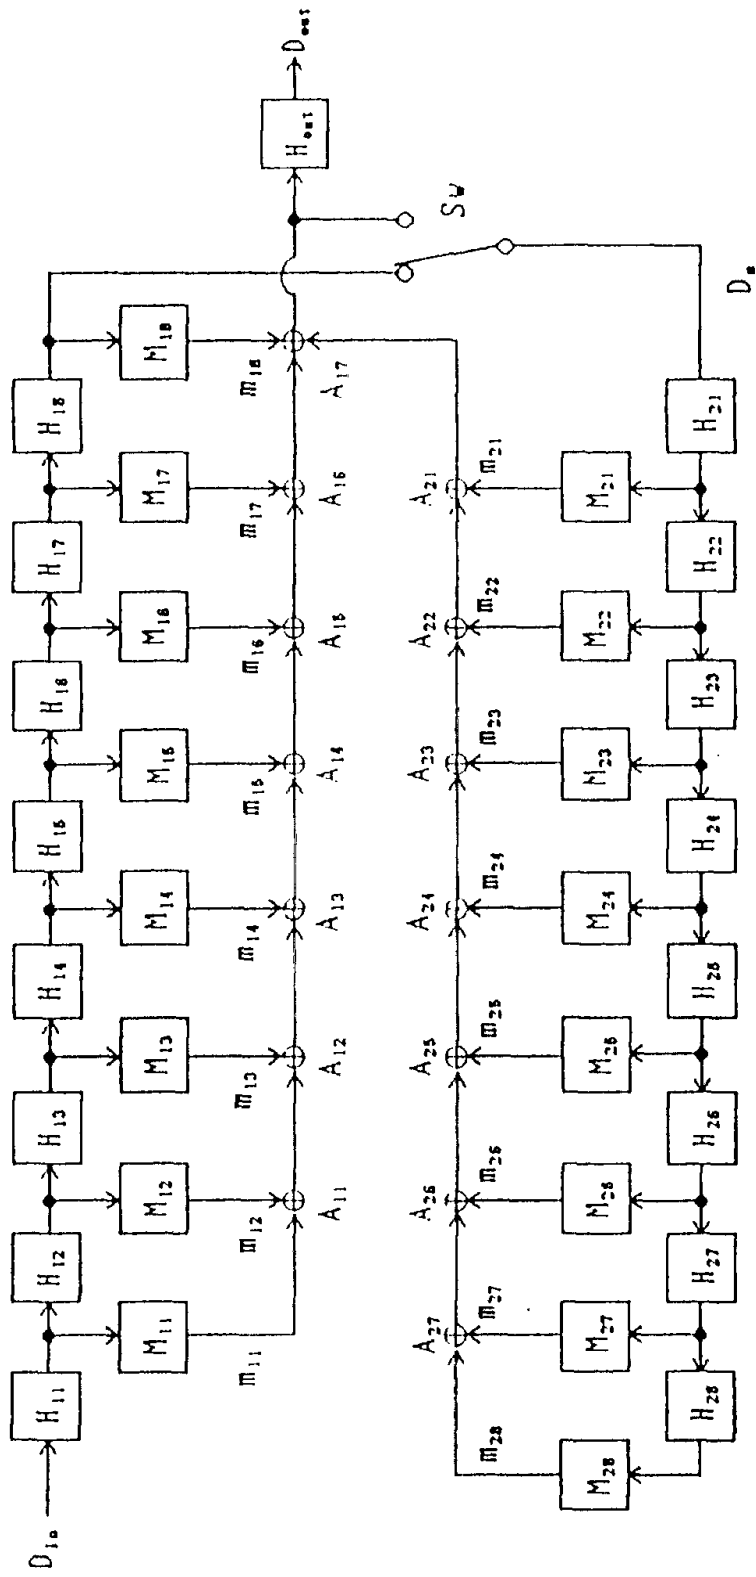 D_in
H_11 H_12 H_13 H_14 H_15 H_16 H_17 H_18
M_11 M_12 M_13 M_14 M_15 M_16 M_17 M_18
m_11 m_12 m_13 m_14 m_15 m_16 m_17 m_18
A_11 A_12 A_13 A_14 A_15 A_16 A_17
H_out D_out
SW
A_27 A_26 A_25 A_24 A_23 A_22 A_21
m_28 m_27 m_26 m_25 m_24 m_23 m_22 m_21
M_28 M_27 M_26 M_25 M_24 M_23 M_22 M_21
H_28 H_27 H_26 H_25 H_24 H_23 H_22 H_21